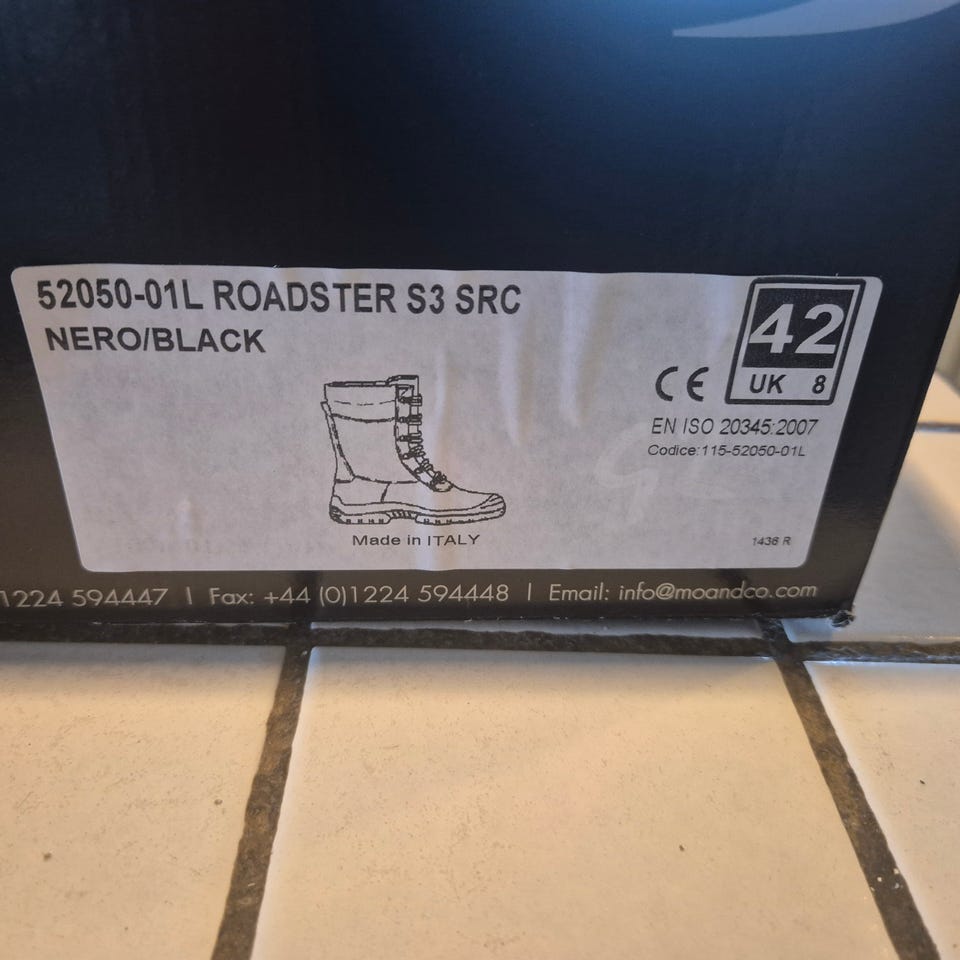 52050-01L ROADSTER S3 SRC
NERO/BLACK
42
UK 8
CE
EN ISO 20345:2007
Codice:115-52050-01L
Made in ITALY
1436 R
1224 594447 | Fax: +44 (0)1224 594448 | Email: info@moandco.com